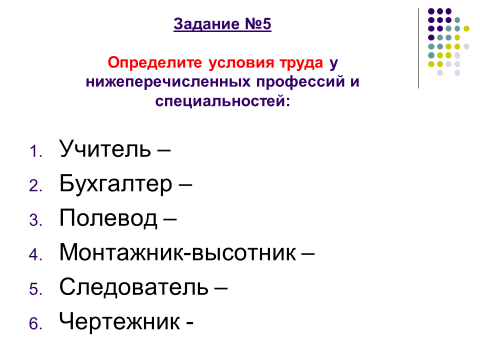 Задание №5
Определите условия труда у
нижеперечисленных профессий и
специальностей:
1. Учитель –
2. Бухгалтер –
3. Полевод –
4. Монтажник-высотник –
5. Следователь –
6. Чертежник -